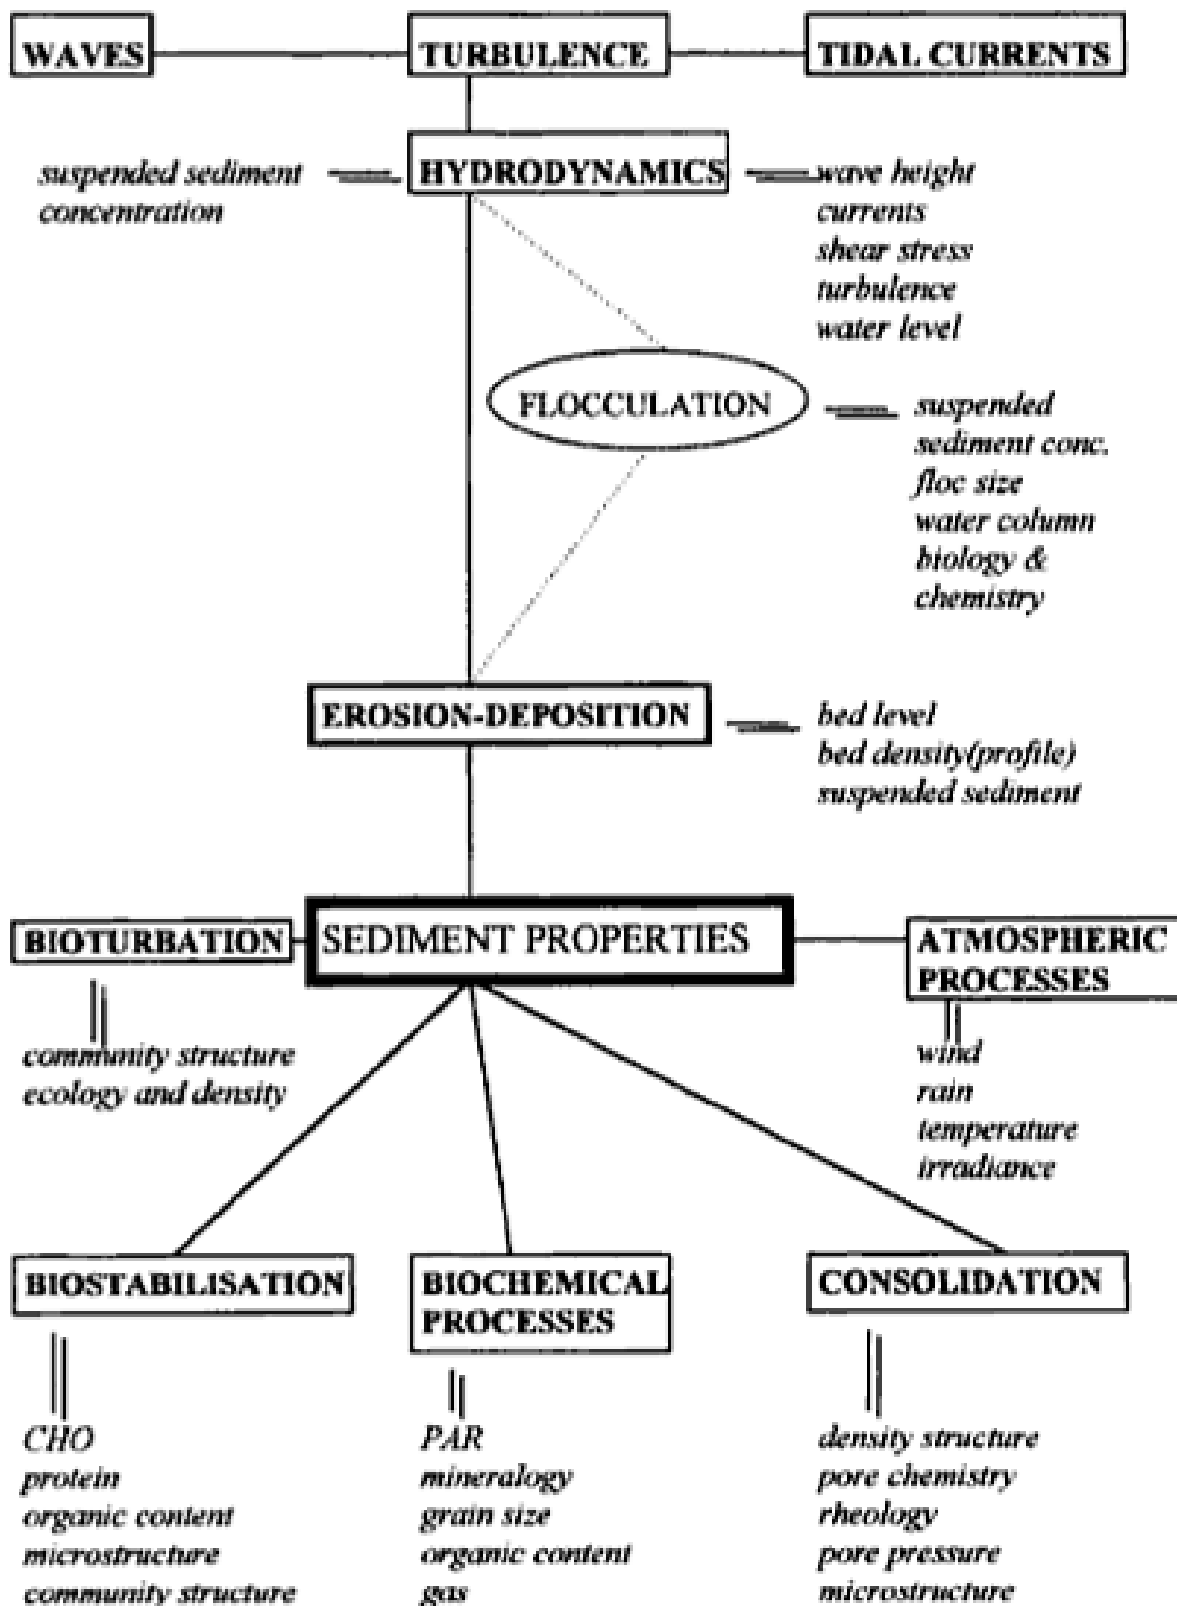 WAVES
TURBULENCE
TIDAL CURRENTS
HYDRODYNAMICS
suspended sediment
concentration
wave height
currents
shear stress
turbulence
water level
FLOCCULATION
suspended
sediment conc.
floc size
water column
biology &
chemistry
EROSION-DEPOSITION
bed level
bed density(profile)
suspended sediment
BIOTURBATION
SEDIMENT PROPERTIES
ATMOSPHERIC
PROCESSES
community structure
ecology and density
wind
rain
temperature
irradiance
BIOSTABILISATION
BIOCHEMICAL
PROCESSES
CONSOLIDATION
CHO
protein
organic content
microstructure
community structure
PAR
mineralogy
grain size
organic content
gas
density structure
pore chemistry
rheology
pore pressure
microstructure